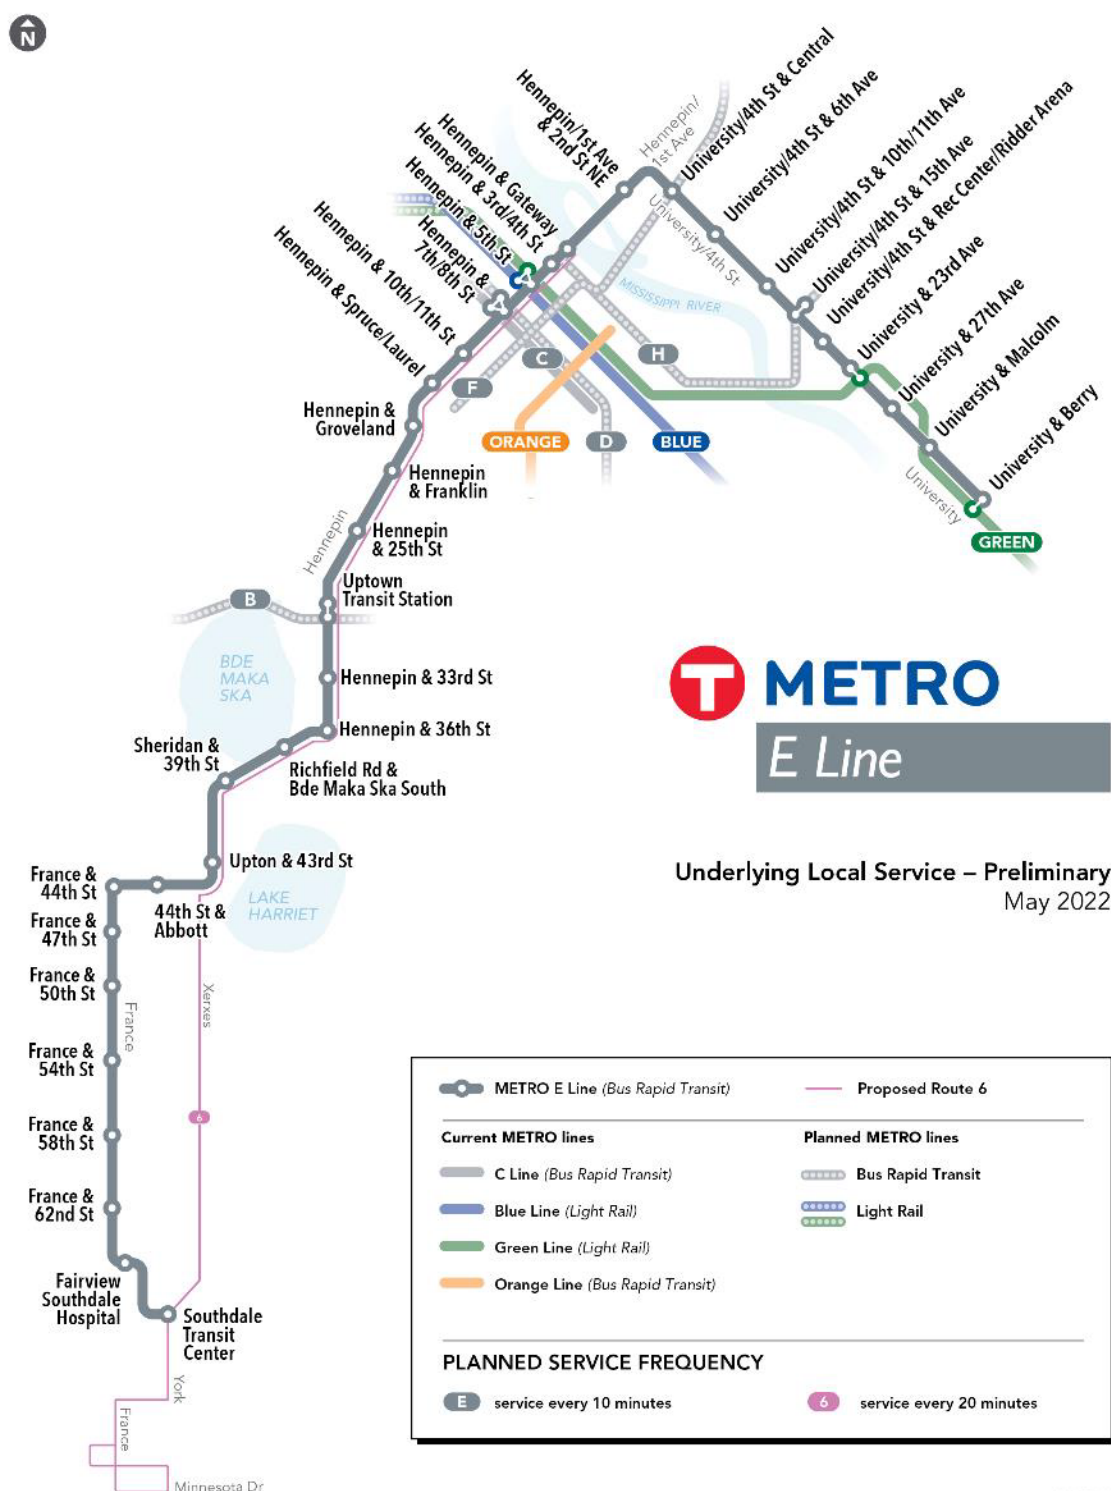 N
Hennepin/1st Ave
& 2nd St NE
Hennepin & Gateway
Hennepin & 3rd/4th St
Hennepin & 5th St
Hennepin &
7th/8th St
Hennepin & 10th/11th St
Hennepin & Spruce/Laurel
Hennepin/
1st Ave
University/4th St & Central
University/4th St & 6th Ave
University/4th St & 10th/11th Ave
University/4th St & 15th Ave
University/4th St & Rec Center/Ridder Arena
University & 23rd Ave
University & 27th Ave
University & Malcolm
University & Berry
University/4th St
MISSISSIPPI RIVER
University
H
C
F
D
ORANGE
BLUE
GREEN
Hennepin &
Groveland
Hennepin
& Franklin
Hennepin
Hennepin
& 25th St
Uptown
Transit Station
B
BDE
MAKA
SKA
Hennepin & 33rd St
Hennepin & 36th St
Sheridan &
39th St
Richfield Rd &
Bde Maka Ska South
T METRO
E Line
Underlying Local Service – Preliminary
May 2022
Upton & 43rd St
LAKE
HARRIET
France &
44th St
44th St &
Abbott
France &
47th St
France &
50th St
France
Xerxes
France &
54th St
France &
58th St
6
France &
62nd St
Fairview
Southdale
Hospital
Southdale
Transit
Center
York
France
Minnesota Dr
METRO E Line (Bus Rapid Transit)
Proposed Route 6
Current METRO lines
C Line (Bus Rapid Transit)
Blue Line (Light Rail)
Green Line (Light Rail)
Orange Line (Bus Rapid Transit)
Planned METRO lines
Bus Rapid Transit
Light Rail
PLANNED SERVICE FREQUENCY
E service every 10 minutes
6 service every 20 minutes